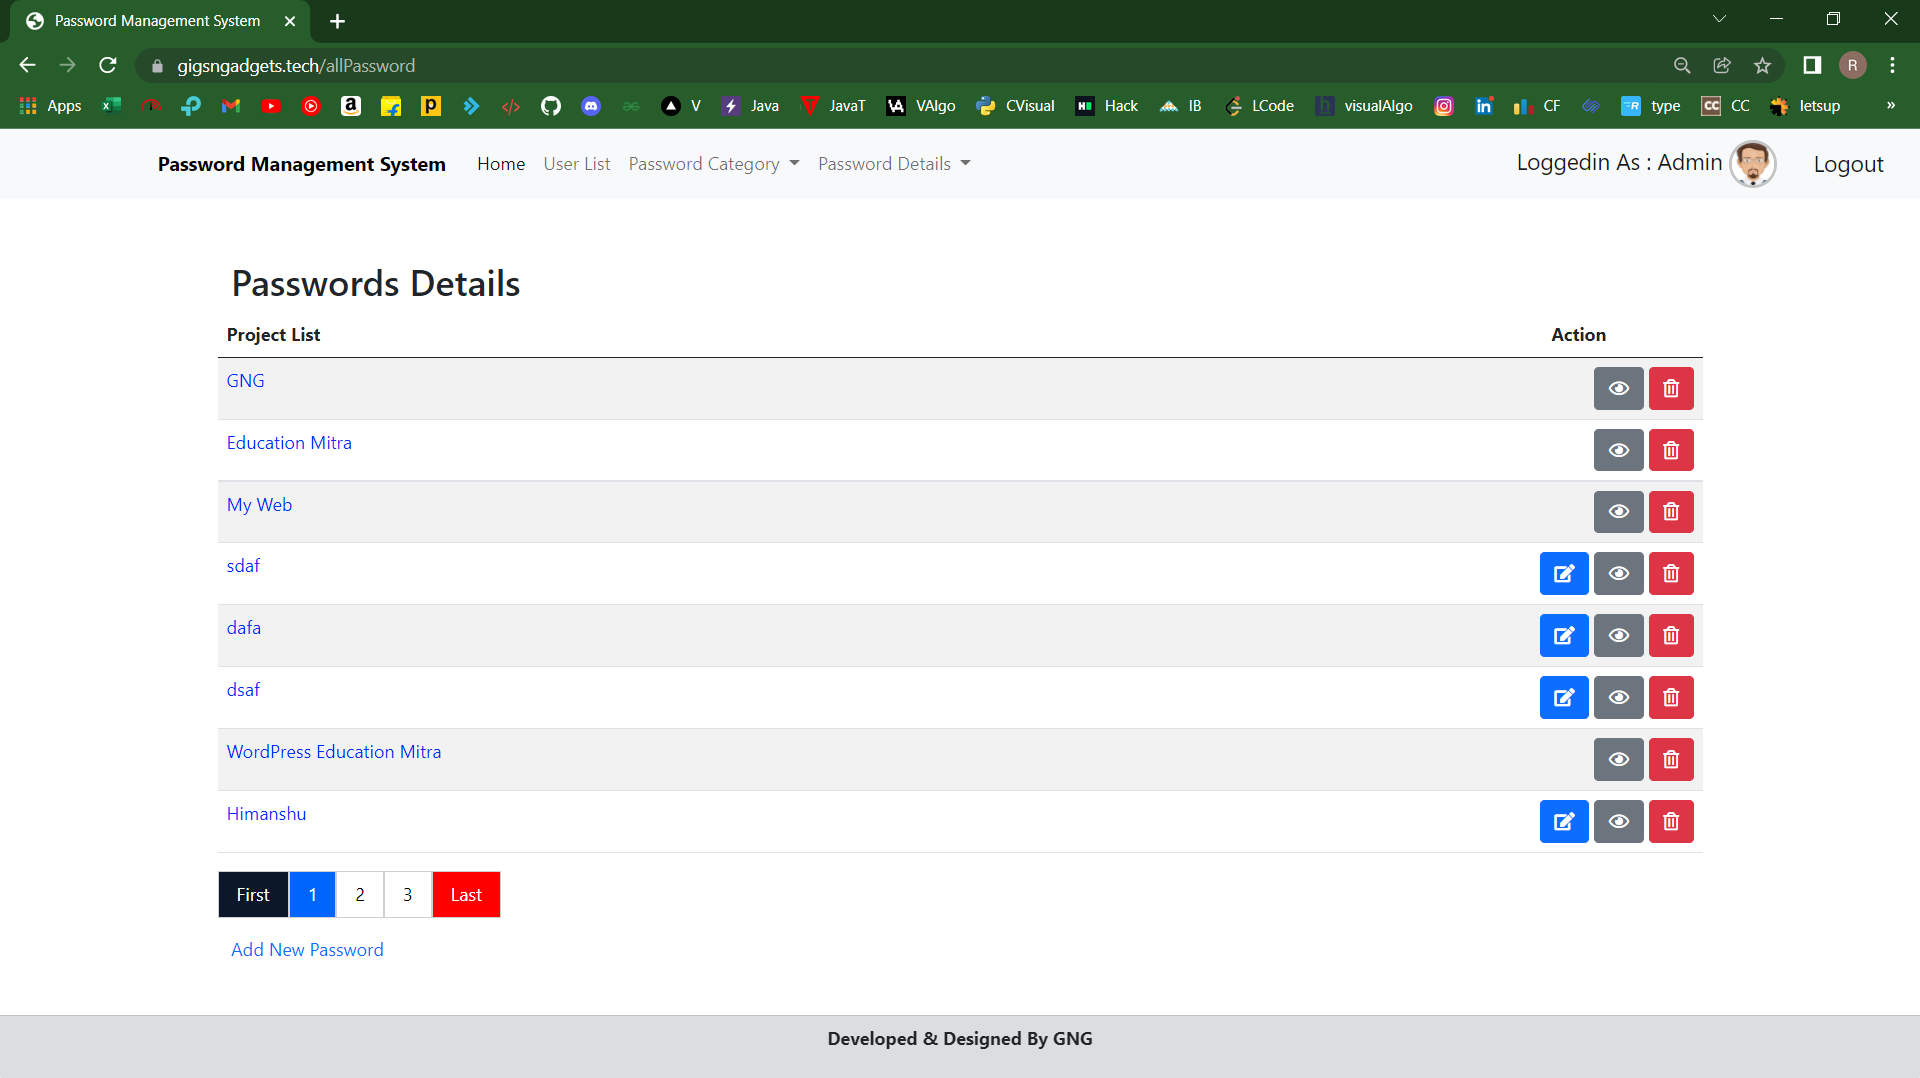 Password Management System
gigsngadgets.tech/allPassword
R
Apps V Java JavaT VAlgo CVisual Hack IB LCode visualAlgo CF type CC letsup »
Password Management System Home User List Password Category Password Details Loggedin As : Admin Logout
Passwords Details
Project List Action
GNG
Education Mitra
My Web
sdaf
dafa
dsaf
WordPress Education Mitra
Himanshu
First 1 2 3 Last
Add New Password
Developed & Designed By GNG